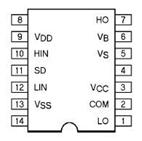 8 HO 7
9 VDD VB 6
10 HIN VS 5
11 SD 4
12 LIN VCC 3
13 VSS COM 2
14 LO 1